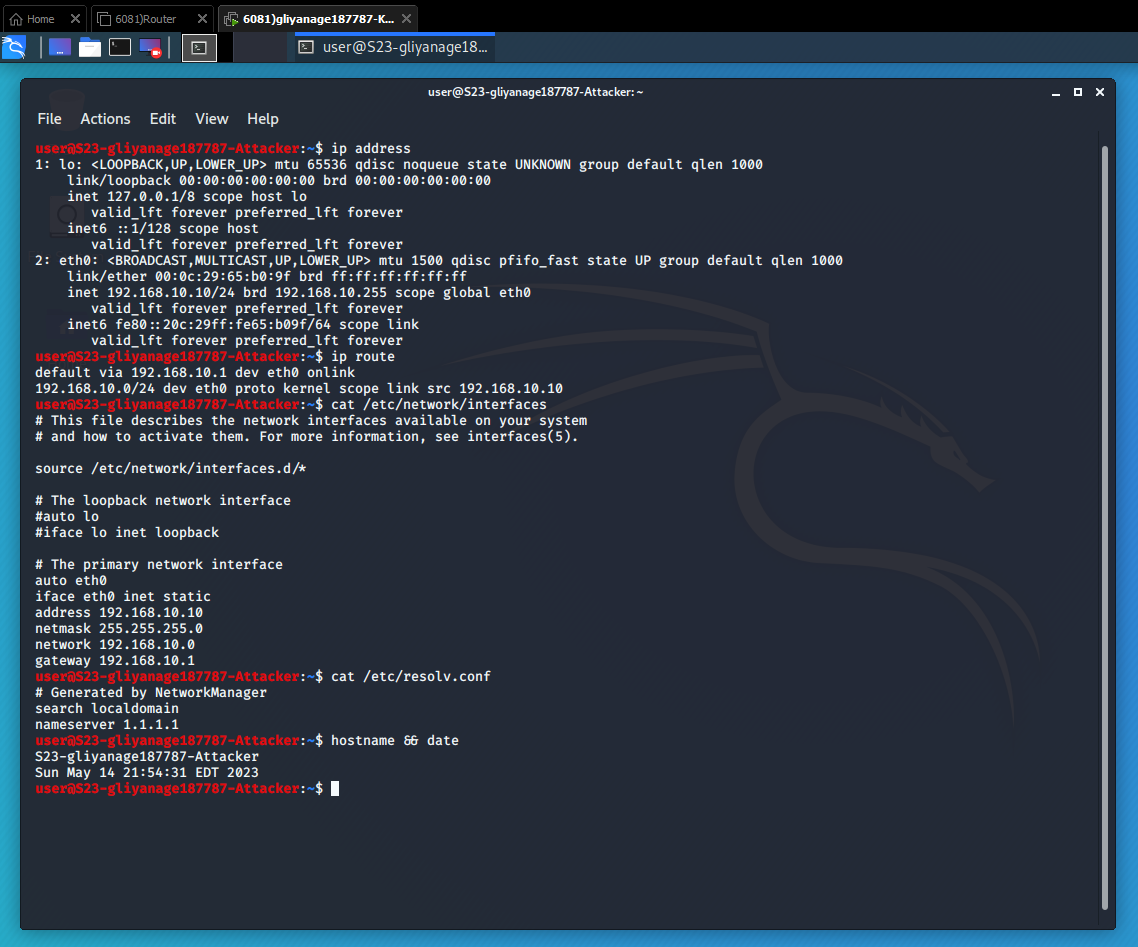 Home
6081)Router
6081)gliyanage187787-K...
user@S23-gliyanage18...
user@S23-gliyanage187787-Attacker: ~
File Actions Edit View Help
user@S23-gliyanage187787-Attacker:~$ ip address
1: lo: <LOOPBACK,UP,LOWER_UP> mtu 65536 qdisc noqueue state UNKNOWN group default qlen 1000
    link/loopback 00:00:00:00:00:00 brd 00:00:00:00:00:00
    inet 127.0.0.1/8 scope host lo
       valid_lft forever preferred_lft forever
    inet6 ::1/128 scope host
       valid_lft forever preferred_lft forever
2: eth0: <BROADCAST,MULTICAST,UP,LOWER_UP> mtu 1500 qdisc pfifo_fast state UP group default qlen 1000
    link/ether 00:0c:29:65:b0:9f brd ff:ff:ff:ff:ff:ff
    inet 192.168.10.10/24 brd 192.168.10.255 scope global eth0
       valid_lft forever preferred_lft forever
    inet6 fe80::20c:29ff:fe65:b09f/64 scope link
       valid_lft forever preferred_lft forever
user@S23-gliyanage187787-Attacker:~$ ip route
default via 192.168.10.1 dev eth0 onlink
192.168.10.0/24 dev eth0 proto kernel scope link src 192.168.10.10
user@S23-gliyanage187787-Attacker:~$ cat /etc/network/interfaces
# This file describes the network interfaces available on your system
# and how to activate them. For more information, see interfaces(5).
source /etc/network/interfaces.d/*
# The loopback network interface
#auto lo
#iface lo inet loopback
# The primary network interface
auto eth0
iface eth0 inet static
address 192.168.10.10
netmask 255.255.255.0
network 192.168.10.0
gateway 192.168.10.1
user@S23-gliyanage187787-Attacker:~$ cat /etc/resolv.conf
# Generated by NetworkManager
search localdomain
nameserver 1.1.1.1
user@S23-gliyanage187787-Attacker:~$ hostname && date
S23-gliyanage187787-Attacker
Sun May 14 21:54:31 EDT 2023
user@S23-gliyanage187787-Attacker:~$